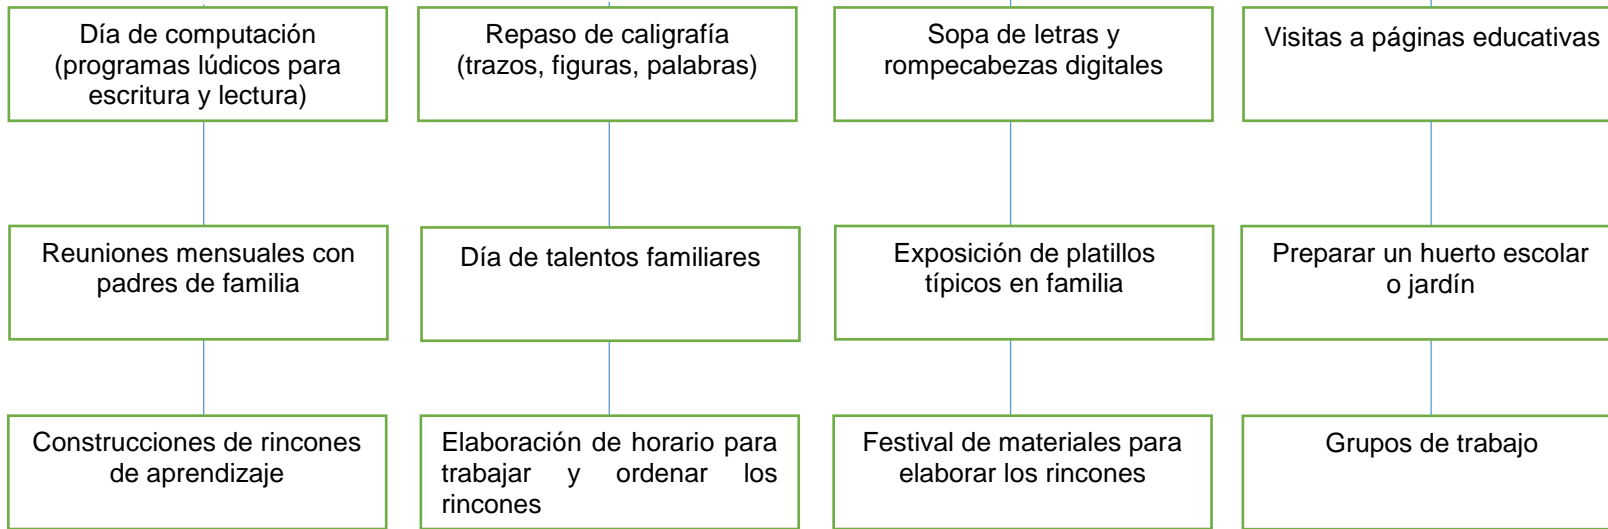 Día de computación
(programas lúdicos para
escritura y lectura)
Repaso de caligrafía
(trazos, figuras, palabras)
Sopa de letras y
rompecabezas digitales
Visitas a páginas educativas
Reuniones mensuales con
padres de familia
Día de talentos familiares
Exposición de platillos
típicos en familia
Preparar un huerto escolar
o jardín
Construcciones de rincones
de aprendizaje
Elaboración de horario para
trabajar y ordenar los
rincones
Festival de materiales para
elaborar los rincones
Grupos de trabajo